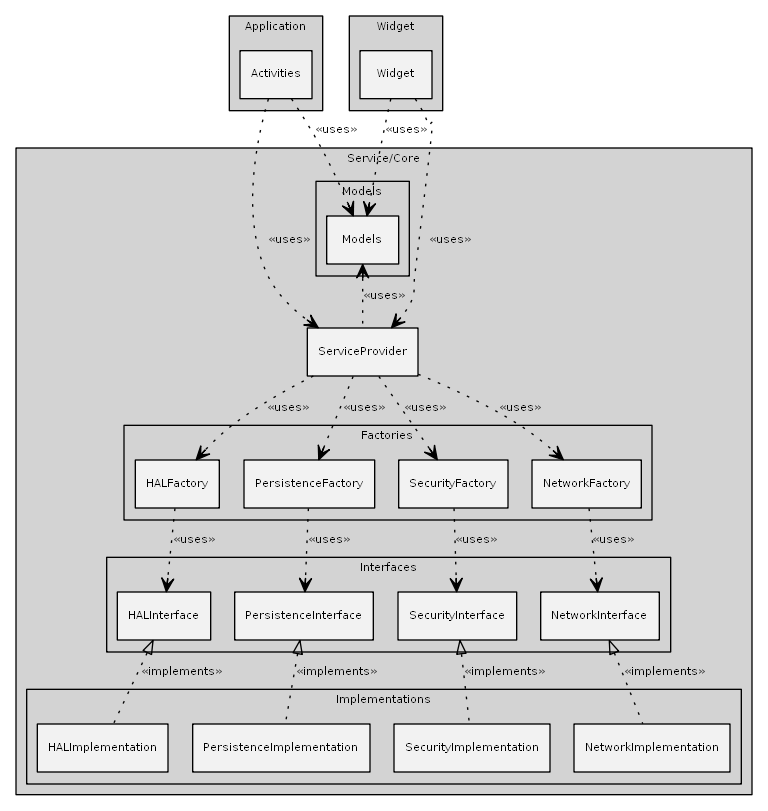 Application
Widget
Activities
Widget
«uses»
«uses»
Service/Core
Models
Models
«uses»
«uses»
«uses»
ServiceProvider
«uses»
«uses»
«uses»
«uses»
Factories
HALFactory
PersistenceFactory
SecurityFactory
NetworkFactory
«uses»
«uses»
«uses»
«uses»
Interfaces
HALInterface
PersistenceInterface
SecurityInterface
NetworkInterface
«implements»
«implements»
«implements»
«implements»
Implementations
HALImplementation
PersistenceImplementation
SecurityImplementation
NetworkImplementation